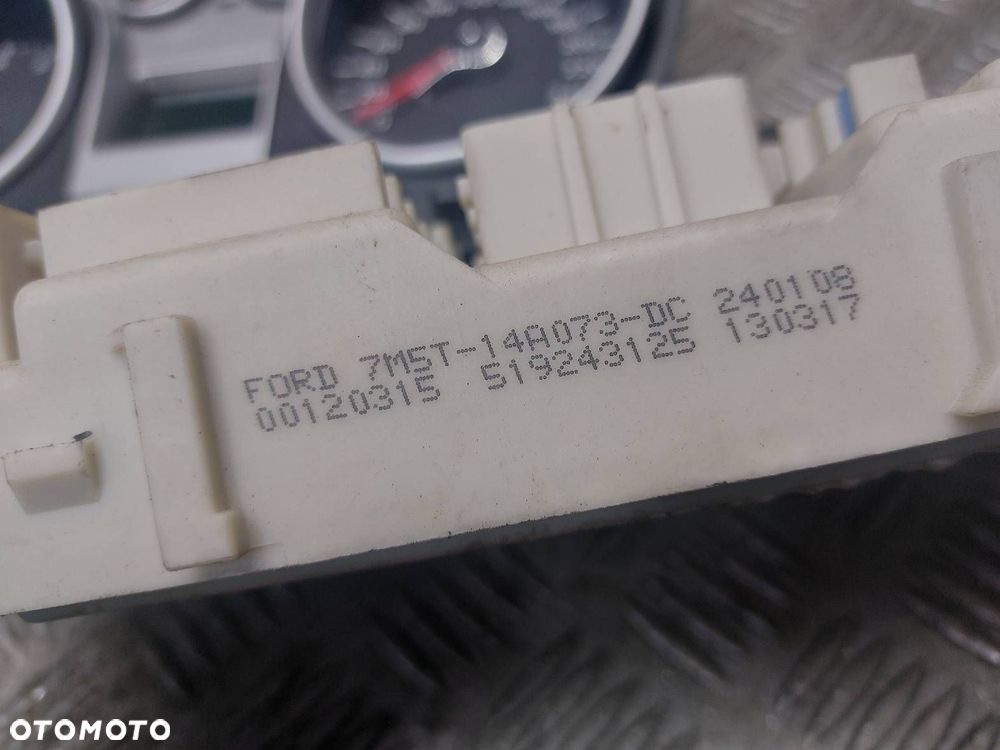 FORD 7M5T-14A073-DC 240108
00120315 519243125 130317
OTOMOTO